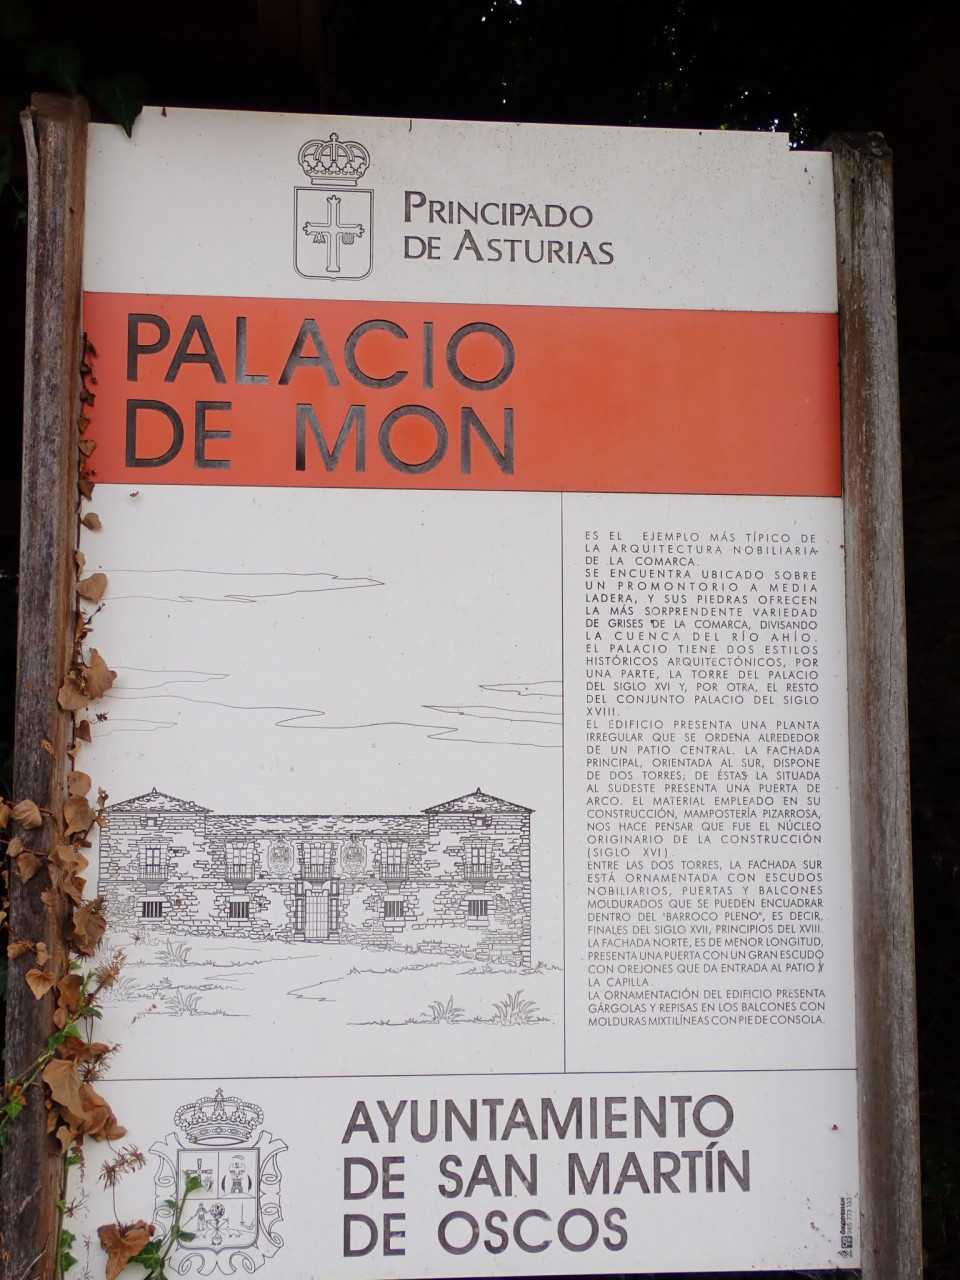 PRINCIPADO
DE ASTURIAS
PALACIO
DE MON
ES EL EJEMPLO MÁS TÍPICO DE
LA ARQUITECTURA NOBILIARIA
DE LA COMARCA.
SE ENCUENTRA UBICADO SOBRE
UN PROMONTORIO A MEDIA
LADERA, Y SUS PIEDRAS OFRECEN
LA MÁS SORPRENDENTE VARIEDAD
DE GRISES DE LA COMARCA, DIVISANDO
LA CUENCA DEL RÍO AHÍO.
EL PALACIO TIENE DOS ESTILOS
HISTÓRICOS ARQUITECTÓNICOS, POR
UNA PARTE, LA TORRE DEL PALACIO
DEL SIGLO XVI Y, POR OTRA, EL RESTO
DEL CONJUNTO PALACIO DEL SIGLO
XVIII.
EL EDIFICIO PRESENTA UNA PLANTA
IRREGULAR QUE SE ORDENA ALREDEDOR
DE UN PATIO CENTRAL. LA FACHADA
PRINCIPAL, ORIENTADA AL SUR, DISPONE
DE DOS TORRES; DE ÉSTAS LA SITUADA
AL SUDESTE PRESENTA UNA PUERTA DE
ARCO. EL MATERIAL EMPLEADO EN SU
CONSTRUCCIÓN, MAMPOSTERÍA PIZARROSA,
NOS HACE PENSAR QUE FUE EL NÚCLEO
ORIGINARIO DE LA CONSTRUCCIÓN
(SIGLO XVI).
ENTRE LAS DOS TORRES, LA FACHADA SUR
ESTÁ ORNAMENTADA CON ESCUDOS
NOBILIARIOS, PUERTAS Y BALCONES
MOLDURADOS QUE SE PUEDEN ENCUADRAR
DENTRO DEL "BARROCO PLENO", ES DECIR,
FINALES DEL SIGLO XVII, PRINCIPIOS DEL XVIII.
LA FACHADA NORTE, ES DE MENOR LONGITUD,
PRESENTA UNA PUERTA CON UN GRAN ESCUDO
CON OREJONES QUE DA ENTRADA AL PATIO Y
LA CAPILLA.
LA ORNAMENTACIÓN DEL EDIFICIO PRESENTA
GÁRGOLAS Y REPISAS EN LOS BALCONES CON
MOLDURAS MIXTILÍNEAS CON PIE DE CONSOLA.
AYUNTAMIENTO
DE SAN MARTÍN
DE OSCOS